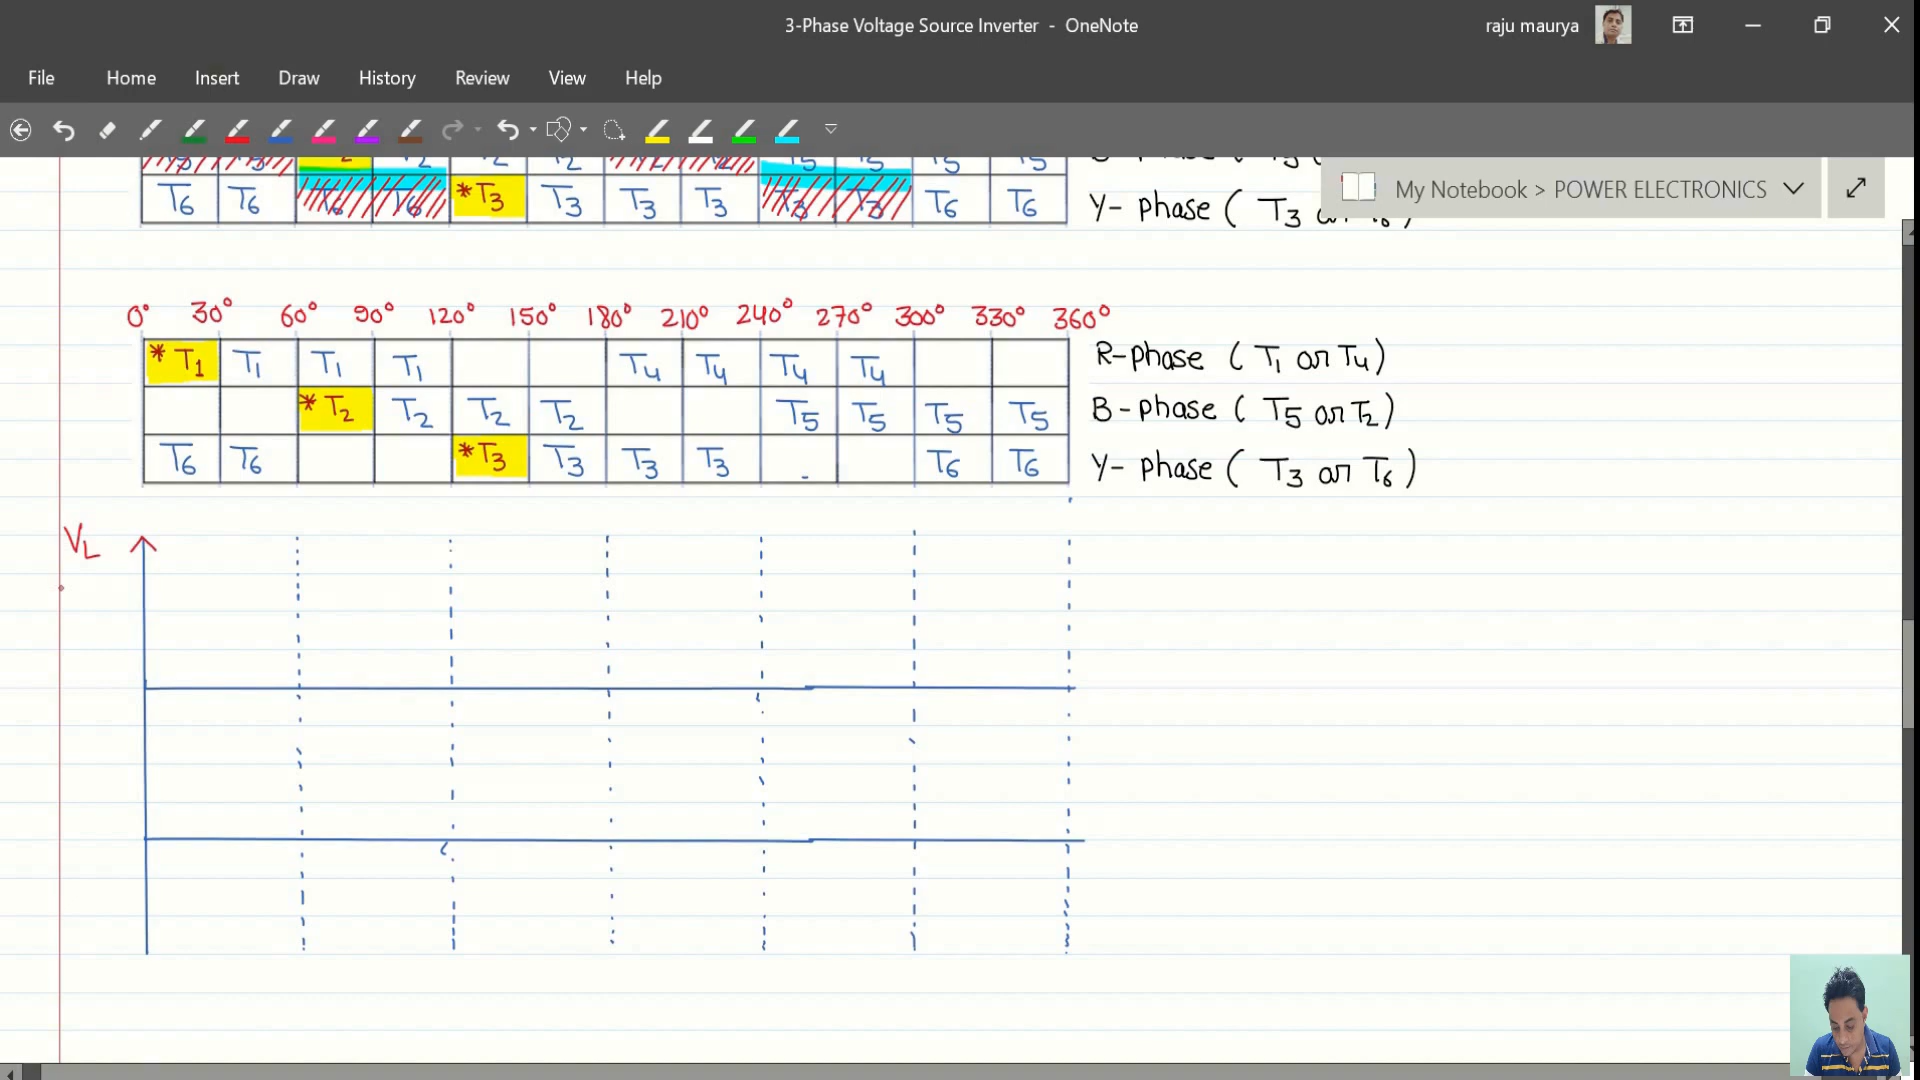 3-Phase Voltage Source Inverter - OneNote
raju maurya
File Home Insert Draw History Review View Help
My Notebook > POWER ELECTRONICS
T6 T6 T6 T6 *T3 T3 T3 T3 T3 T3 T6 T6 Y- phase ( T3
0° 30° 60° 90° 120° 150° 180° 210° 240° 270° 300° 330° 360°
*T1 T1 T1 T1 T4 T4 T4 T4 R-phase ( T1 or T4)
*T2 T2 T2 T2 T5 T5 T5 T5 B-phase ( T5 or T2)
T6 T6 *T3 T3 T3 T3 T6 T6 Y- phase ( T3 or T6 )
VL